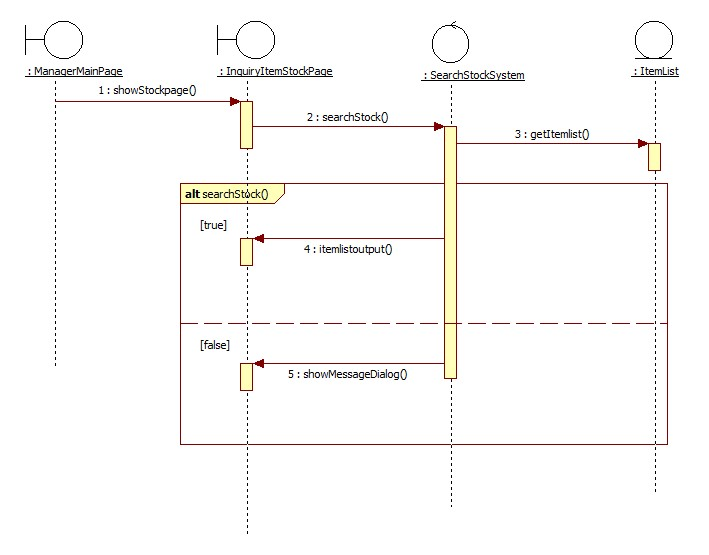 : ManagerMainPage
: InquiryItemStockPage
: SearchStockSystem
: ItemList
1 : showStockpage()
2 : searchStock()
3 : getItemlist()
alt searchStock()
[true]
4 : itemlistoutput()
[false]
5 : showMessageDialog()